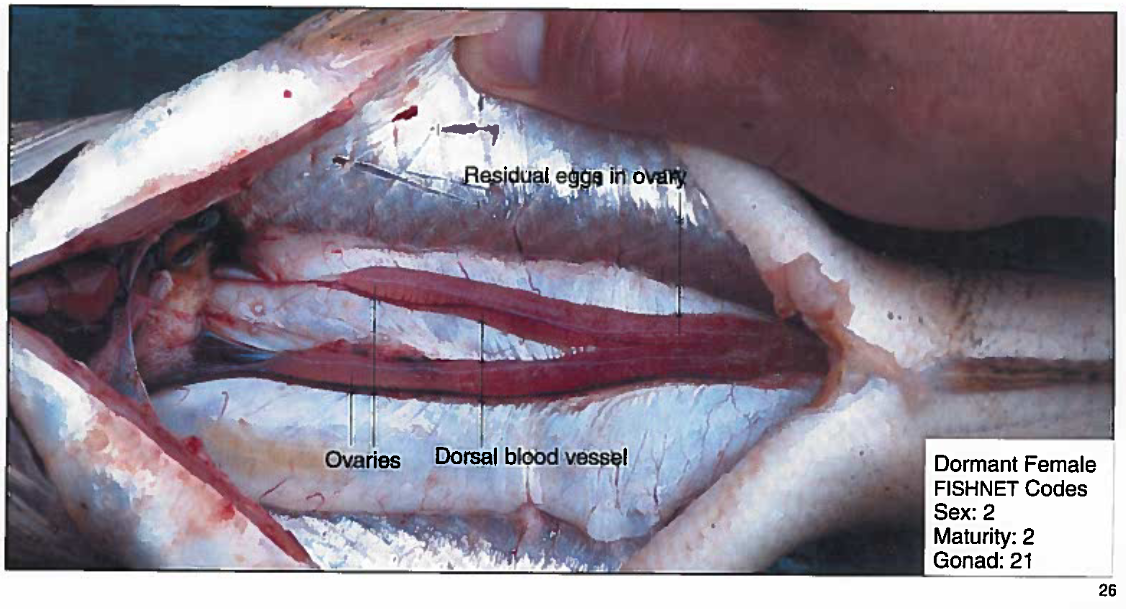 Residual eggs in ovary
Ovaries
Dorsal blood vessel
Dormant Female
FISHNET Codes
Sex: 2
Maturity: 2
Gonad: 21
26